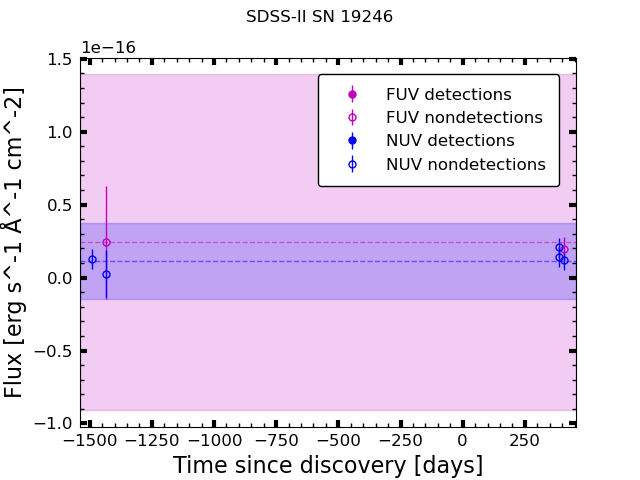 SDSS-II SN 19246
1e−16
1.5
1.0
0.5
0.0
−0.5
−1.0
Flux [erg s^-1 Å^-1 cm^-2]
FUV detections
FUV nondetections
NUV detections
NUV nondetections
−1500 −1250 −1000 −750 −500 −250 0 250
Time since discovery [days]